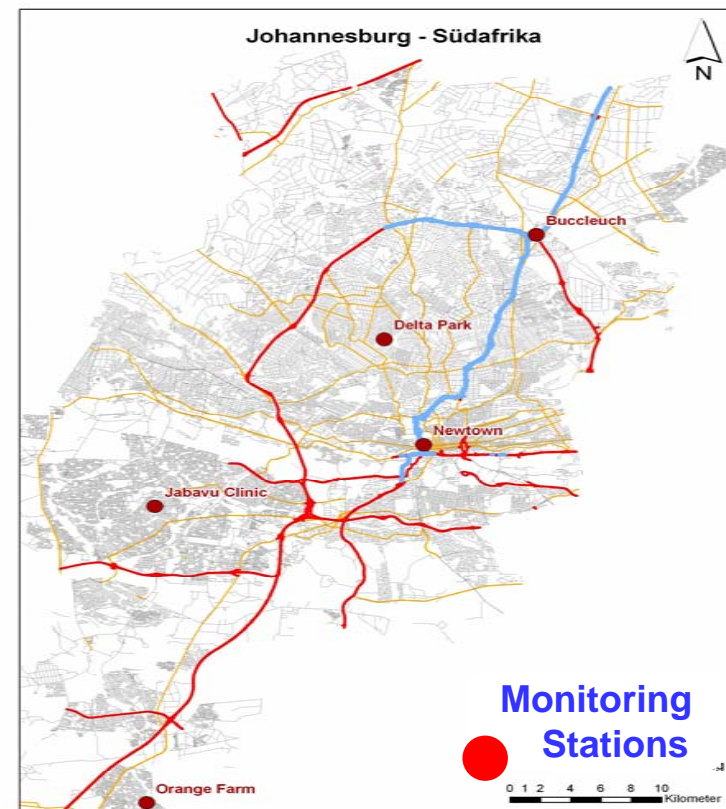 Johannesburg - Südafrika
N
Buccleuch
Delta Park
Newtown
Jabavu Clinic
Monitoring
Stations
Orange Farm
0 1 2 4 6 8 10
Kilometer